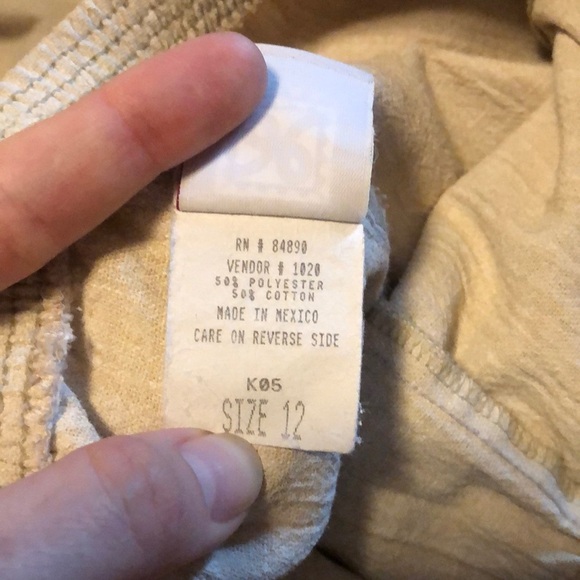 RN # 84890
VENDOR # 1020
50% POLYESTER
50% COTTON
MADE IN MEXICO
CARE ON REVERSE SIDE
K05
SIZE 12